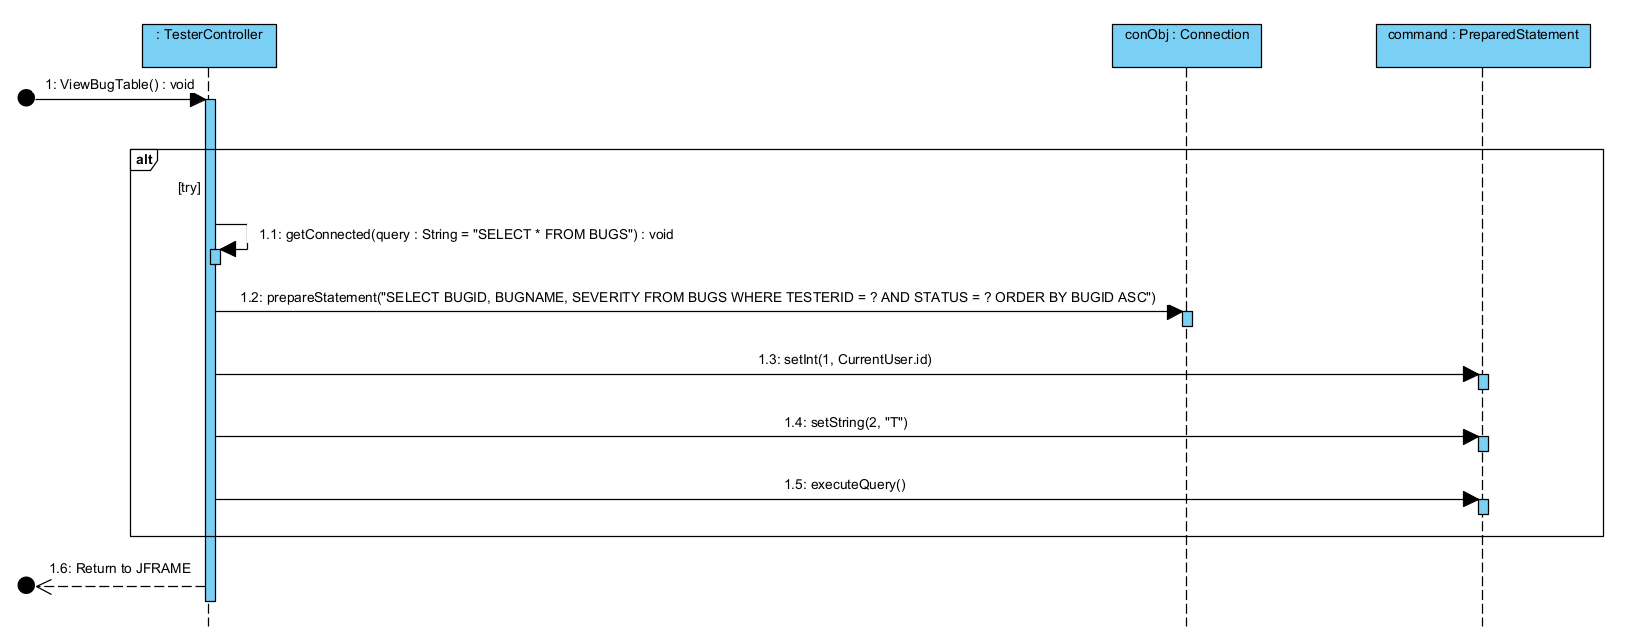 : TesterController
conObj : Connection
command : PreparedStatement
1: ViewBugTable() : void
alt
[try]
1.1: getConnected(query : String = "SELECT * FROM BUGS") : void
1.2: prepareStatement("SELECT BUGID, BUGNAME, SEVERITY FROM BUGS WHERE TESTERID = ? AND STATUS = ? ORDER BY BUGID ASC")
1.3: setInt(1, CurrentUser.id)
1.4: setString(2, "T")
1.5: executeQuery()
1.6: Return to JFRAME